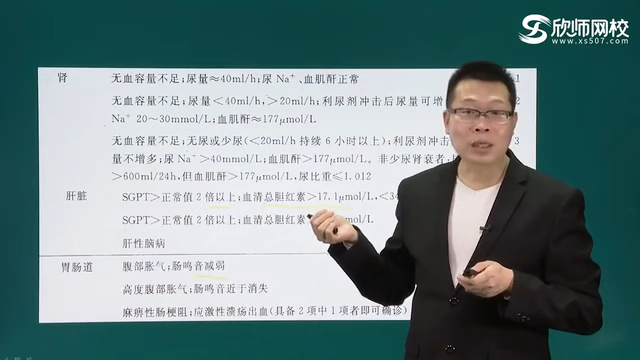 欣师网校
www.xs507.com
肾 无血容量不足;尿量≈40ml/h;尿 Na⁺、血肌酐正常 1
无血容量不足;尿量<40ml/h,>20ml/h;利尿剂冲击后尿量可增 2
Na⁺ 20~30mmol/L;血肌酐≈177μmol/L
无血容量不足;无尿或少尿(<20ml/h 持续 6 小时以上);利尿剂冲 3
量不增多;尿 Na⁺>40mmol/L;血肌酐>177μmol/L。非少尿肾衰者:
>600ml/24h,但血肌酐>177μmol/L,尿比重≤1.012
肝脏 SGPT>正常值 2 倍以上;血清总胆红素>17.1μmol/L,<34
SGPT>正常值 2 倍以上;血清总胆红素 mol/L
肝性脑病
胃肠道 腹部胀气;肠鸣音减弱
高度腹部胀气;肠鸣音近于消失
麻痹性肠梗阻;应激性溃疡出血(具备 2 项中 1 项者即可确诊)